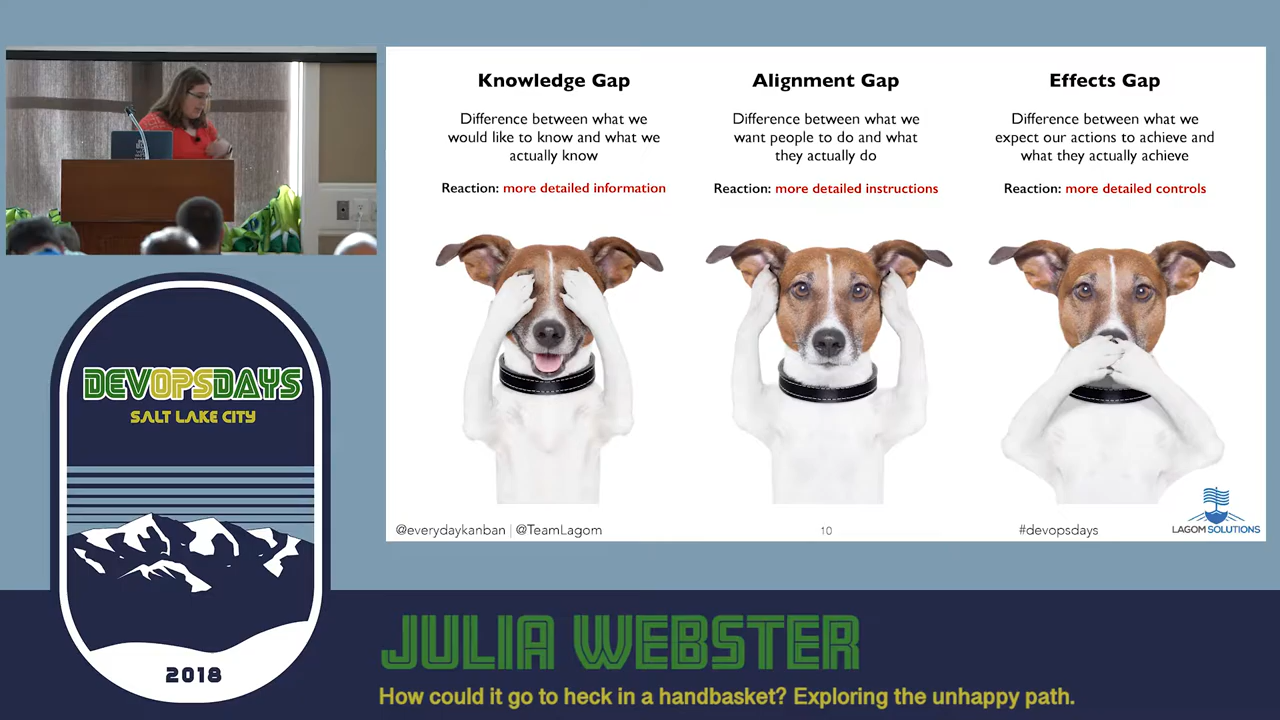 Knowledge Gap
Difference between what we
would like to know and what we
actually know
Reaction: more detailed information
Alignment Gap
Difference between what we
want people to do and what
they actually do
Reaction: more detailed instructions
Effects Gap
Difference between what we
expect our actions to achieve and
what they actually achieve
Reaction: more detailed controls
@everydaykanban | @TeamLagom
10
#devopsdays
LAGOM SOLUTIONS
DEVOPSDAYS
SALT LAKE CITY
2018
JULIA WEBSTER
How could it go to heck in a handbasket? Exploring the unhappy path.